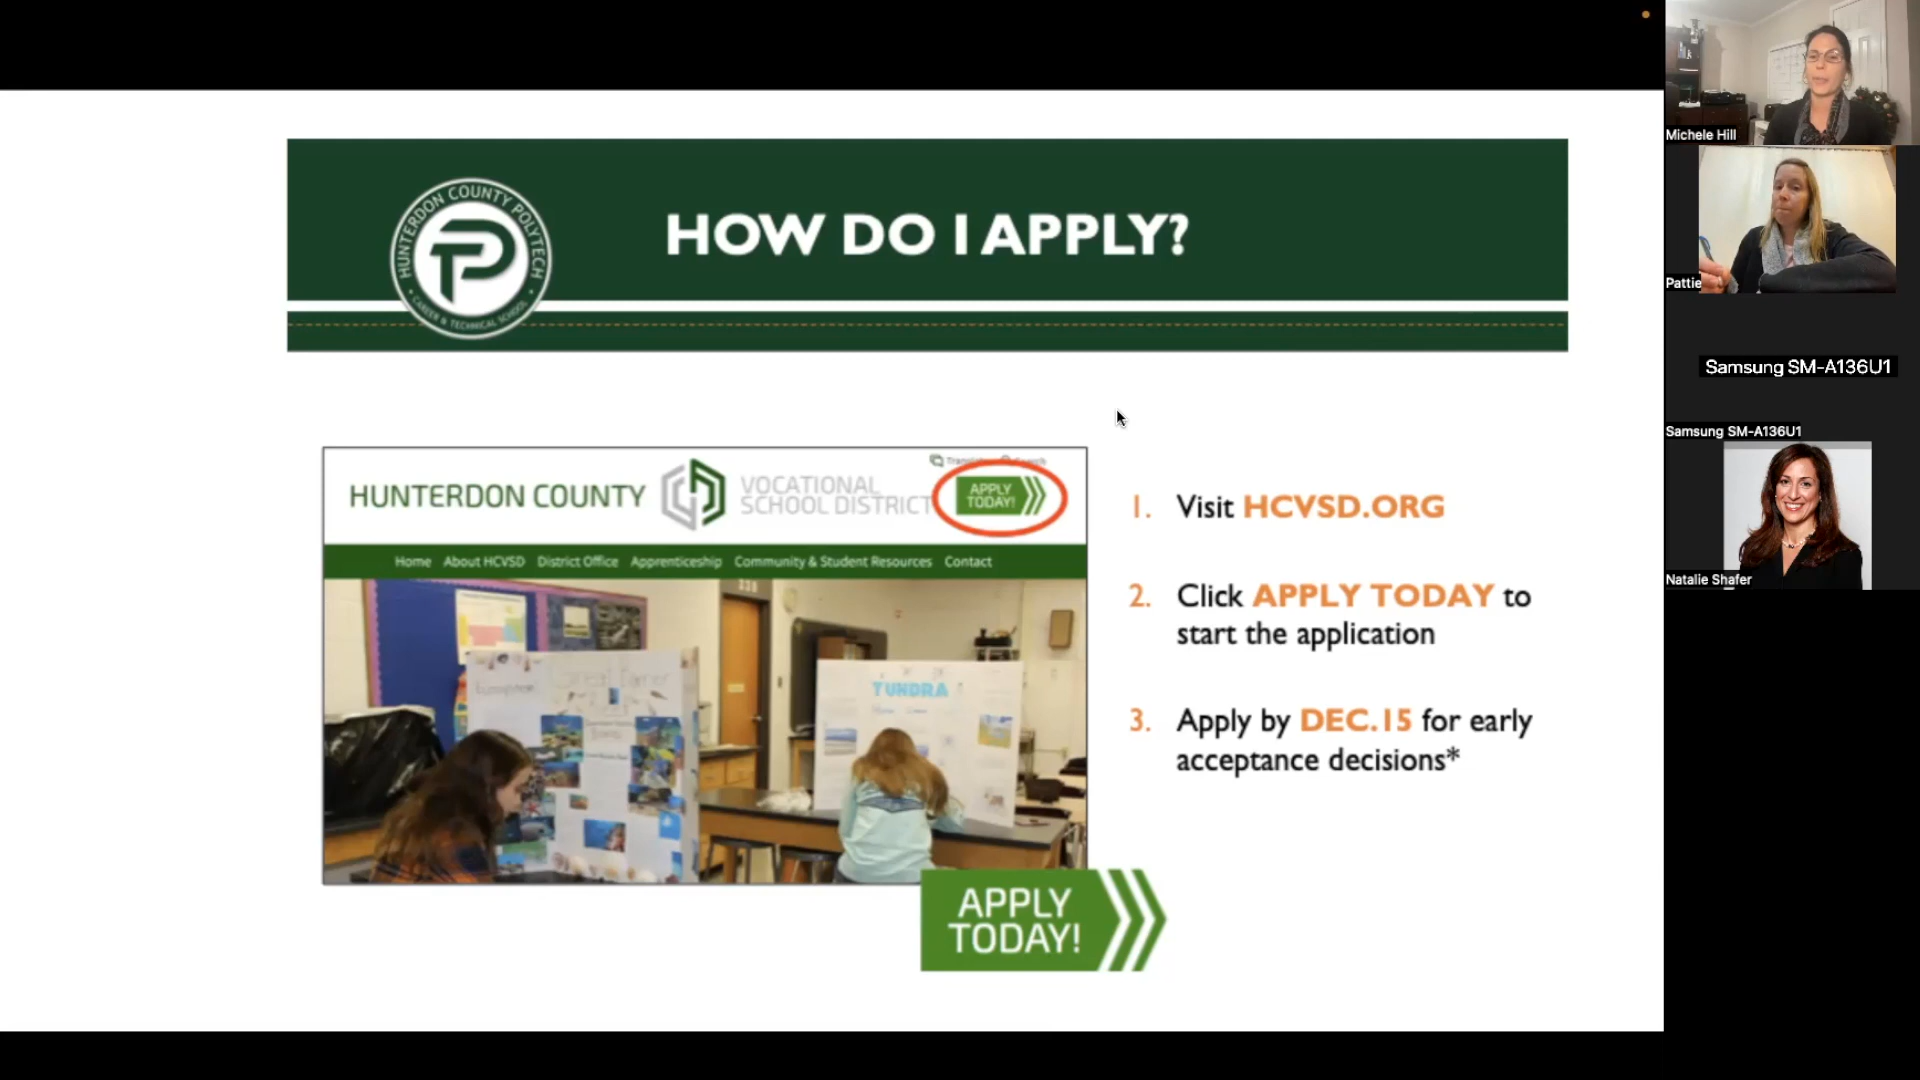 HUNTERDON COUNTY POLYTECH
• CAREER & TECHNICAL SCHOOL •
HOW DO I APPLY?
HUNTERDON COUNTY
VOCATIONAL
SCHOOL DISTRICT
Translate
Search
APPLY
TODAY!
Home About HCVSD District Office Apprenticeship Community & Student Resources Contact
TUNDRA
1. Visit HCVSD.ORG
2. Click APPLY TODAY to
start the application
3. Apply by DEC.15 for early
acceptance decisions*
APPLY
TODAY!
Michele Hill
Pattie
Samsung SM-A136U1
Samsung SM-A136U1
Natalie Shafer